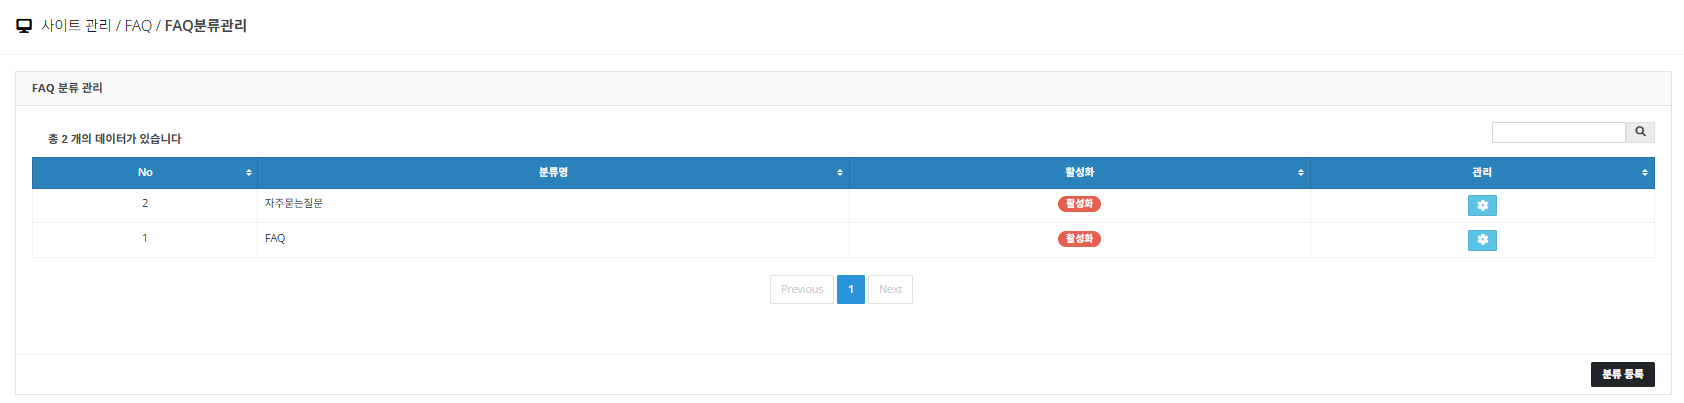 사이트 관리 / FAQ / FAQ분류관리
FAQ 분류 관리
총 2 개의 데이터가 있습니다
No 분류명 활성화 관리
2 자주묻는질문 활성화
1 FAQ 활성화
Previous 1 Next
분류 등록